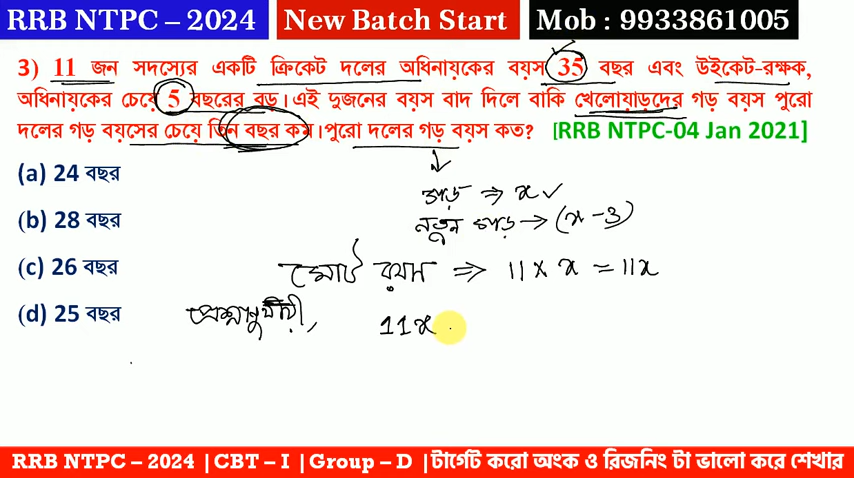 RRB NTPC – 2024 New Batch Start Mob : 9933861005
3) 11 জন সদস্যের একটি ক্রিকেট দলের অধিনায়কের বয়স 35 বছর এবং উইকেট-রক্ষক,
অধিনায়কের চেয়ে 5 বছরের বড়। এই দুজনের বয়স বাদ দিলে বাকি খেলোয়াড়দের গড় বয়স পুরো
দলের গড় বয়সের চেয়ে তিন বছর কম। পুরো দলের গড় বয়স কত? [RRB NTPC-04 Jan 2021]
(a) 24 বছর
গড় ⇒ x ✓
(b) 28 বছর
নতুন গড় → (x – 3)
(c) 26 বছর
মোট বয়স ⇒ 11 × x = 11x
(d) 25 বছর
প্রশ্নানুযায়ী, 11x
RRB NTPC – 2024 |CBT – I |Group – D |টার্গেট করো অংক ও রিজনিং টা ভালো করে শেখার